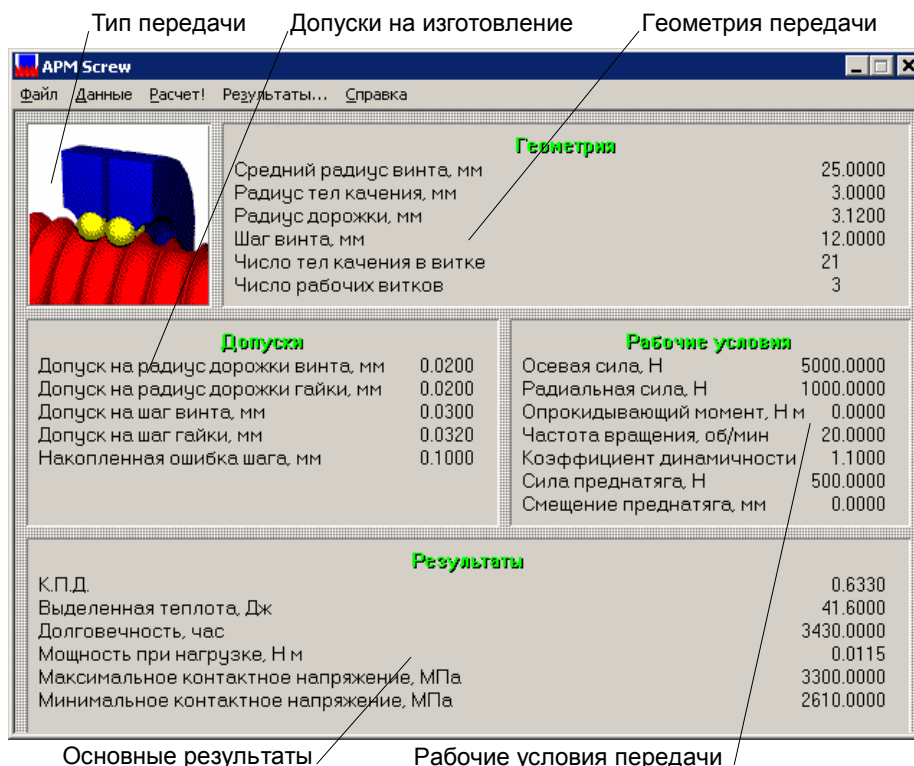 Тип передачи
Допуски на изготовление
Геометрия передачи
APM Screw
Файл Данные Расчет! Результаты... Справка
Геометрия
Средний радиус винта, мм 25.0000
Радиус тел качения, мм 3.0000
Радиус дорожки, мм 3.1200
Шаг винта, мм 12.0000
Число тел качения в витке 21
Число рабочих витков 3
Допуски
Допуск на радиус дорожки винта, мм 0.0200
Допуск на радиус дорожки гайки, мм 0.0200
Допуск на шаг винта, мм 0.0300
Допуск на шаг гайки, мм 0.0320
Накопленная ошибка шага, мм 0.1000
Рабочие условия
Осевая сила, Н 5000.0000
Радиальная сила, Н 1000.0000
Опрокидывающий момент, Н м 0.0000
Частота вращения, об/мин 20.0000
Коэффициент динамичности 1.1000
Сила преднатяга, Н 500.0000
Смещение преднатяга, мм 0.0000
Результаты
К.П.Д. 0.6330
Выделенная теплота, Дж 41.6000
Долговечность, час 3430.0000
Мощность при нагрузке, Н м 0.0115
Максимальное контактное напряжение, МПа 3300.0000
Минимальное контактное напряжение, МПа 2610.0000
Основные результаты
Рабочие условия передачи